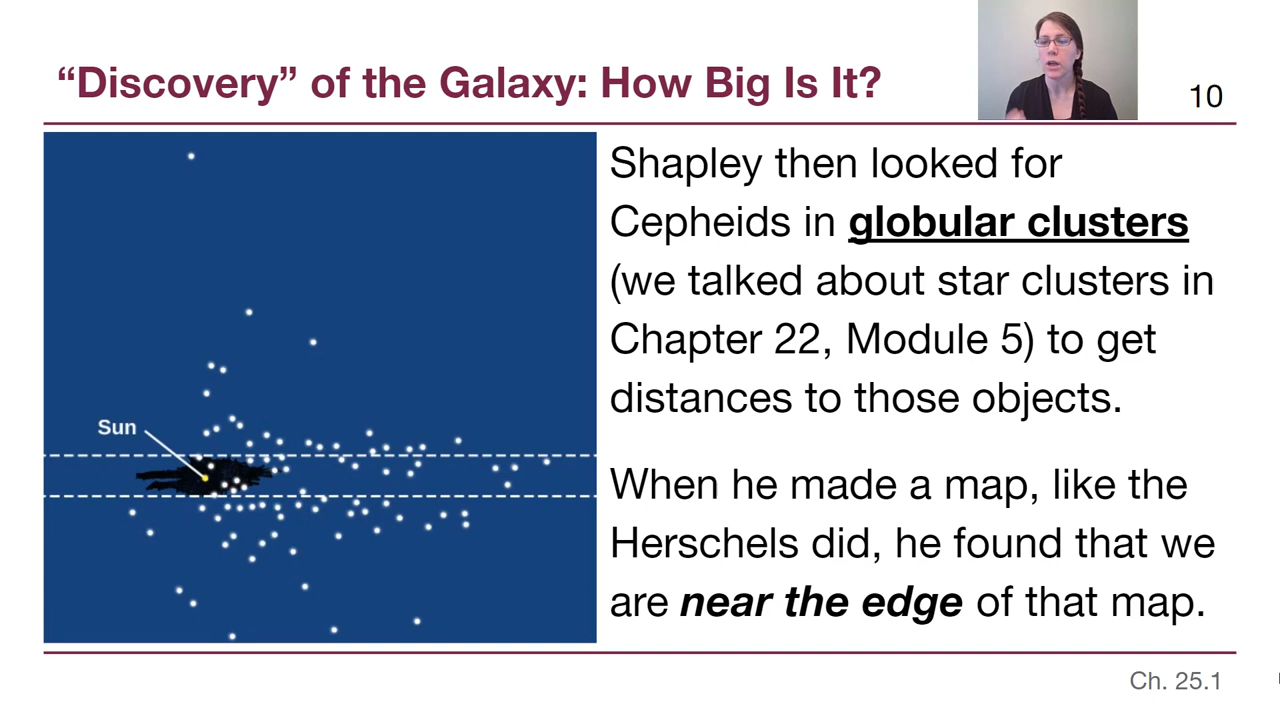 “Discovery” of the Galaxy: How Big Is It?
10
Sun
Shapley then looked for
Cepheids in globular clusters
(we talked about star clusters in
Chapter 22, Module 5) to get
distances to those objects.
When he made a map, like the
Herschels did, he found that we
are near the edge of that map.
Ch. 25.1